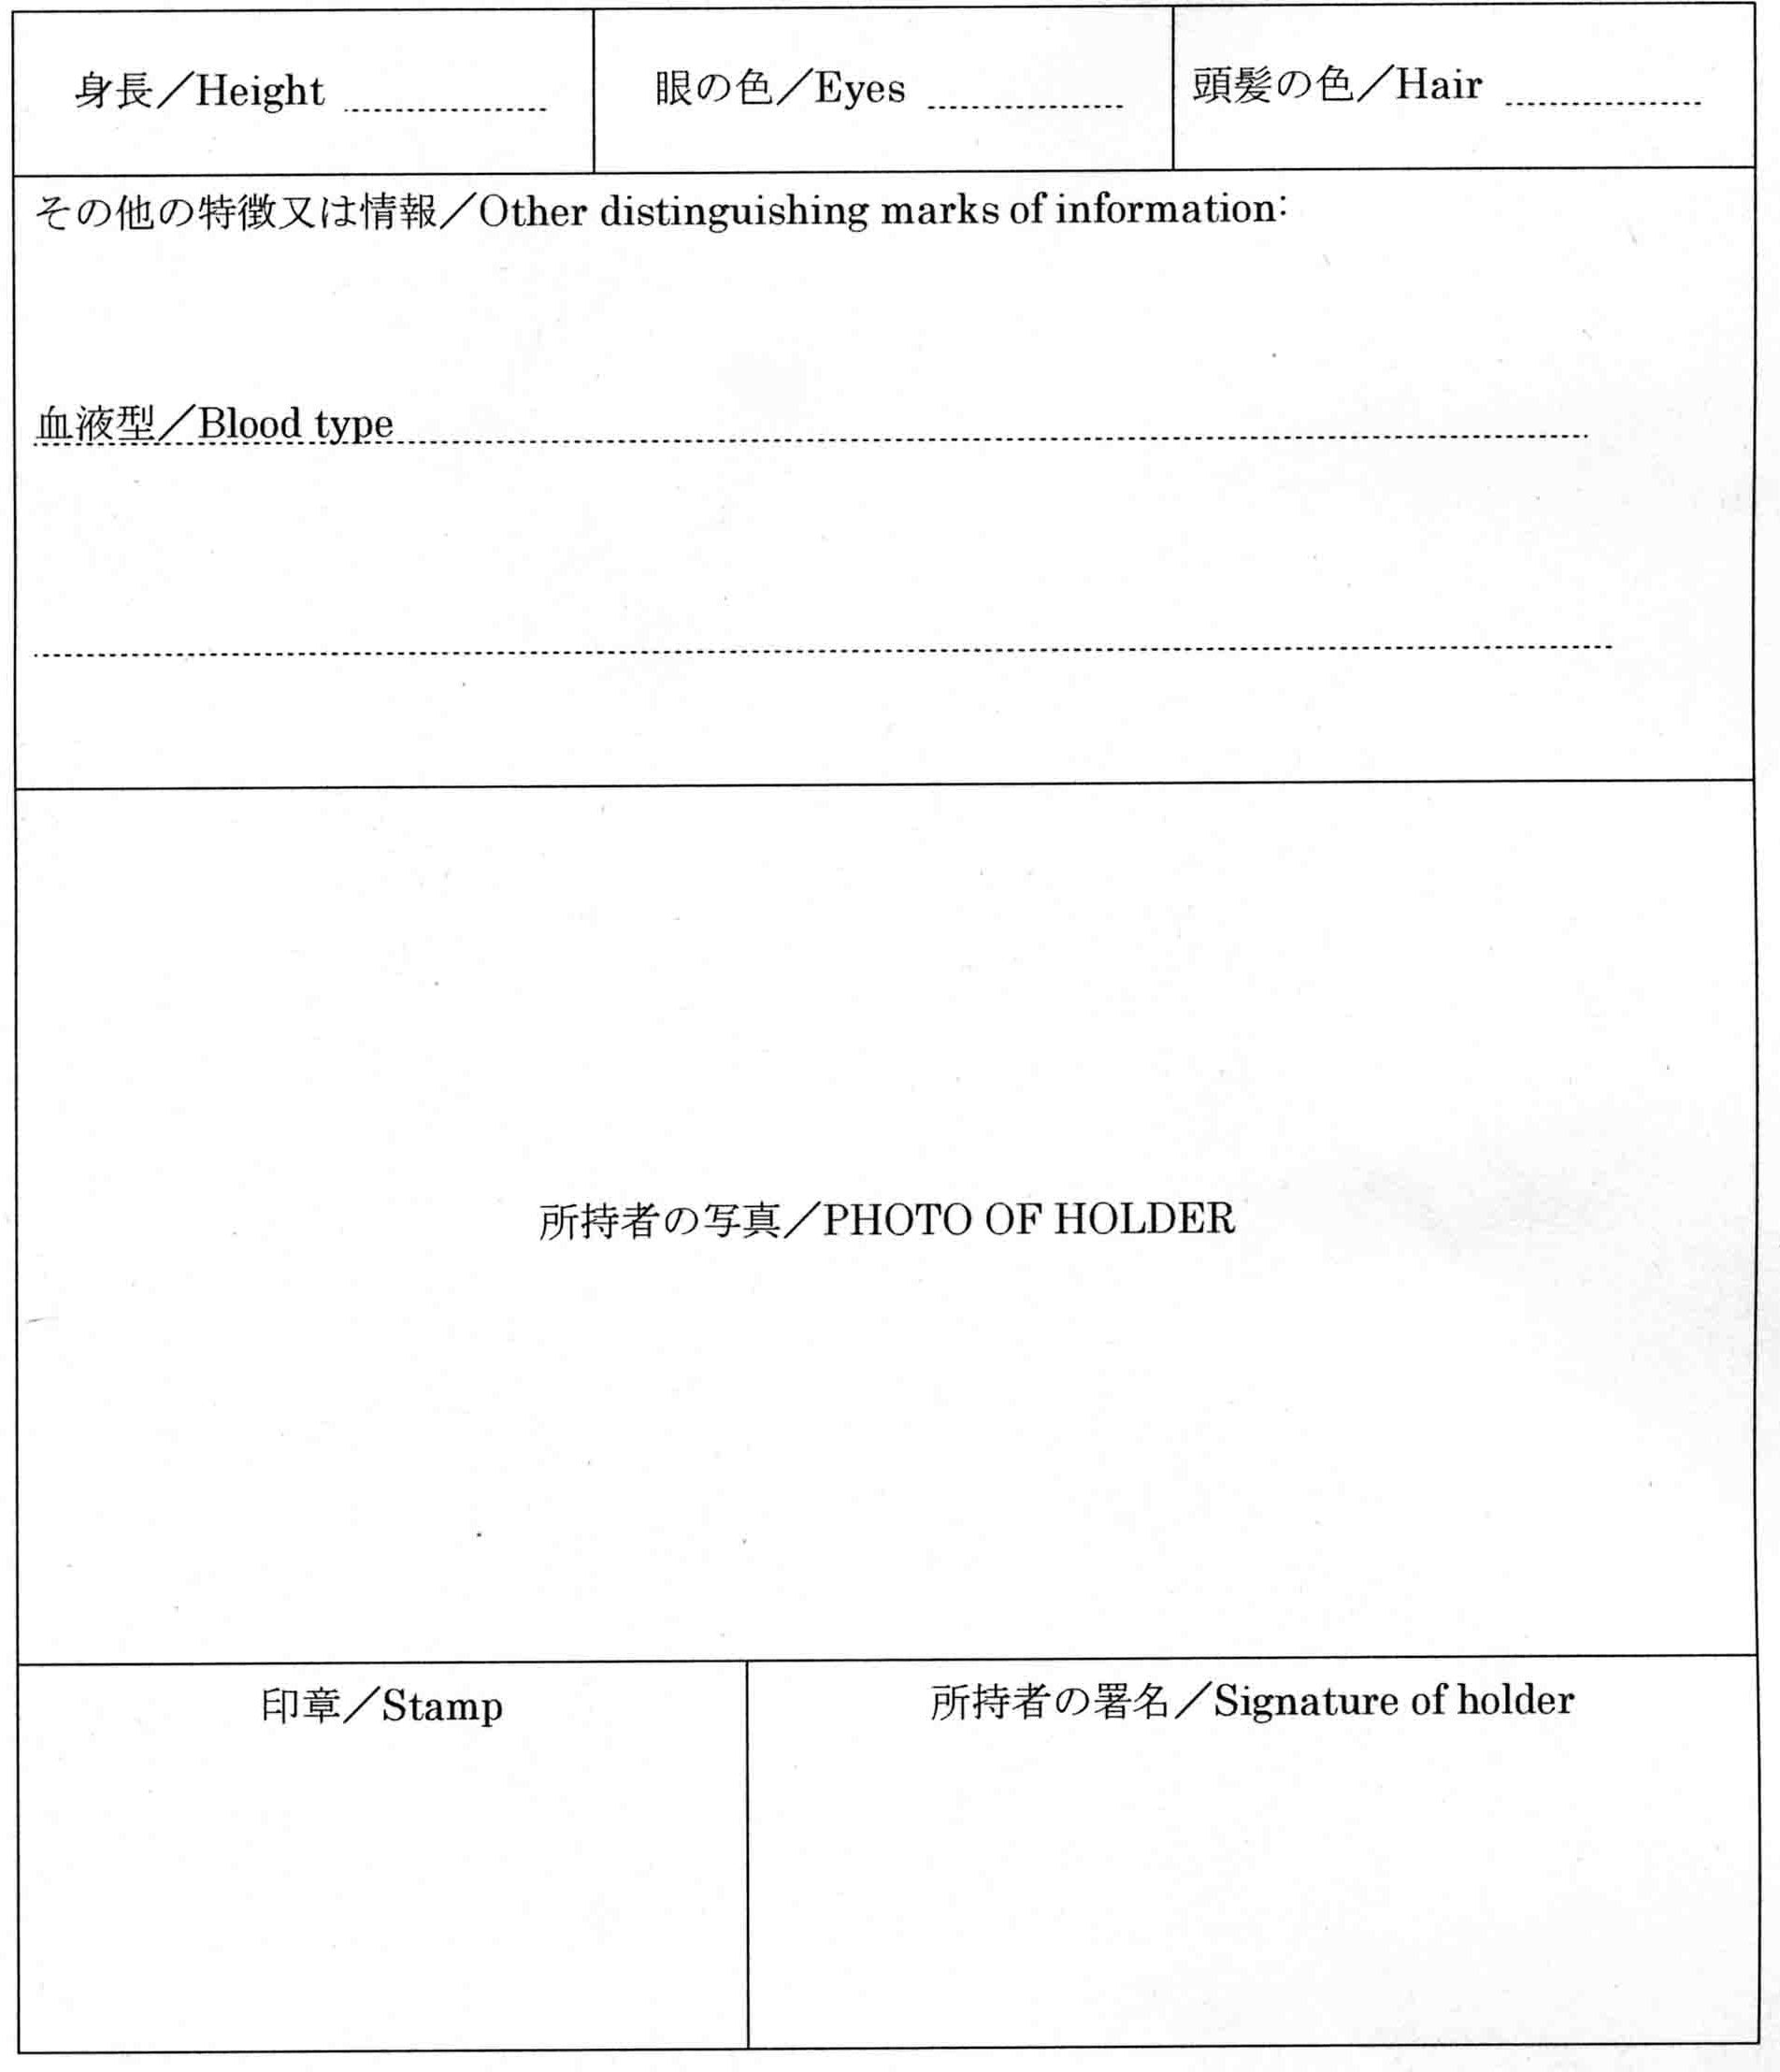 身長／Height
眼の色／Eyes
頭髪の色／Hair
その他の特徴又は情報／Other distinguishing marks of information:
血液型／Blood type
所持者の写真／PHOTO OF HOLDER
印章／Stamp
所持者の署名／Signature of holder